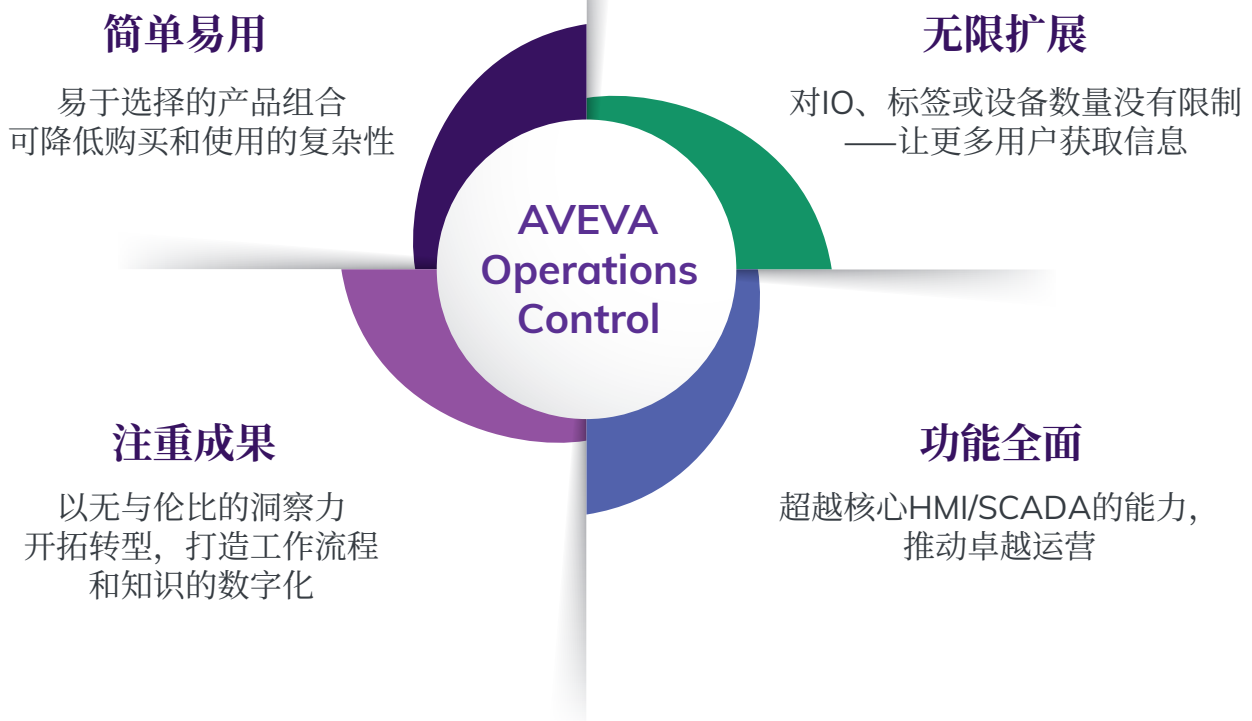 简单易用
易于选择的产品组合
可降低购买和使用的复杂性
无限扩展
对IO、标签或设备数量没有限制
——让更多用户获取信息
AVEVA
Operations
Control
注重成果
以无与伦比的洞察力
开拓转型，打造工作流程
和知识的数字化
功能全面
超越核心HMI/SCADA的能力，
推动卓越运营